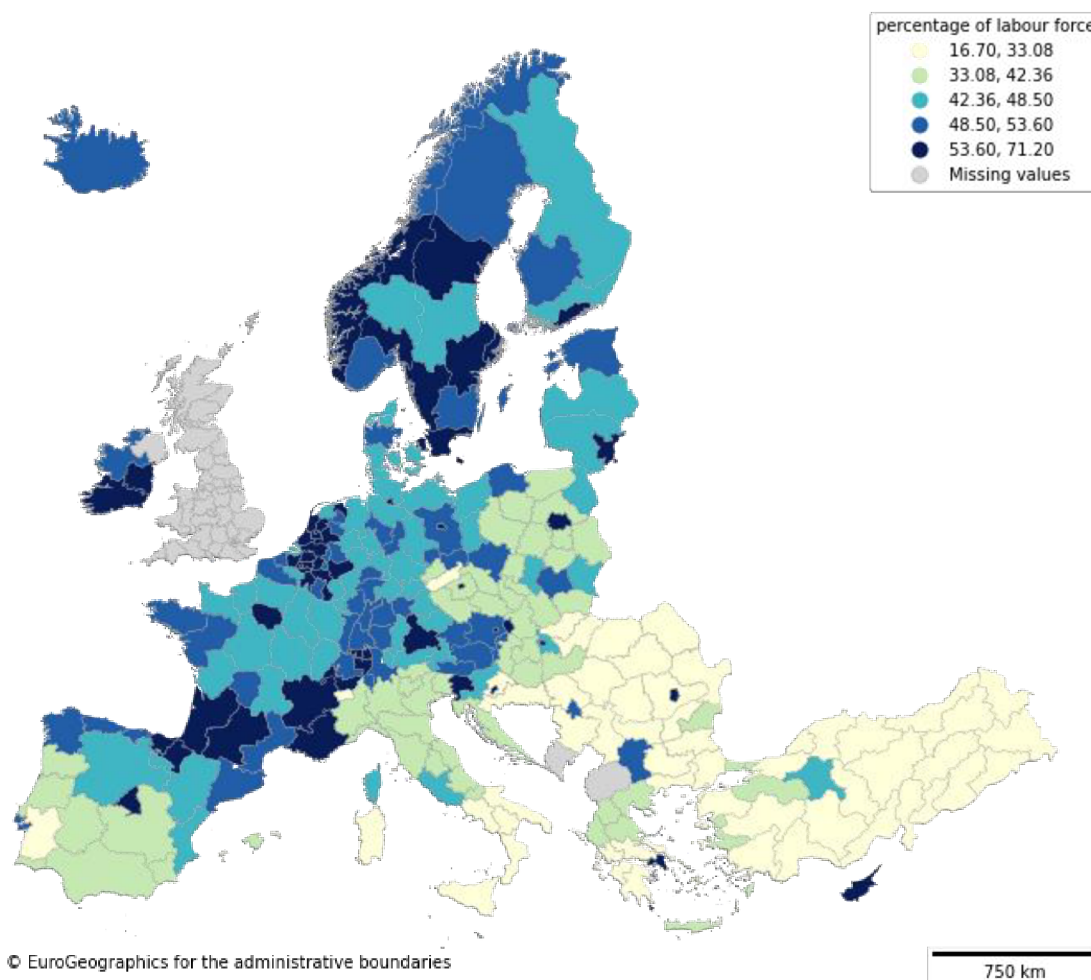 percentage of labour force
16.70, 33.08
33.08, 42.36
42.36, 48.50
48.50, 53.60
53.60, 71.20
Missing values
© EuroGeographics for the administrative boundaries
750 km